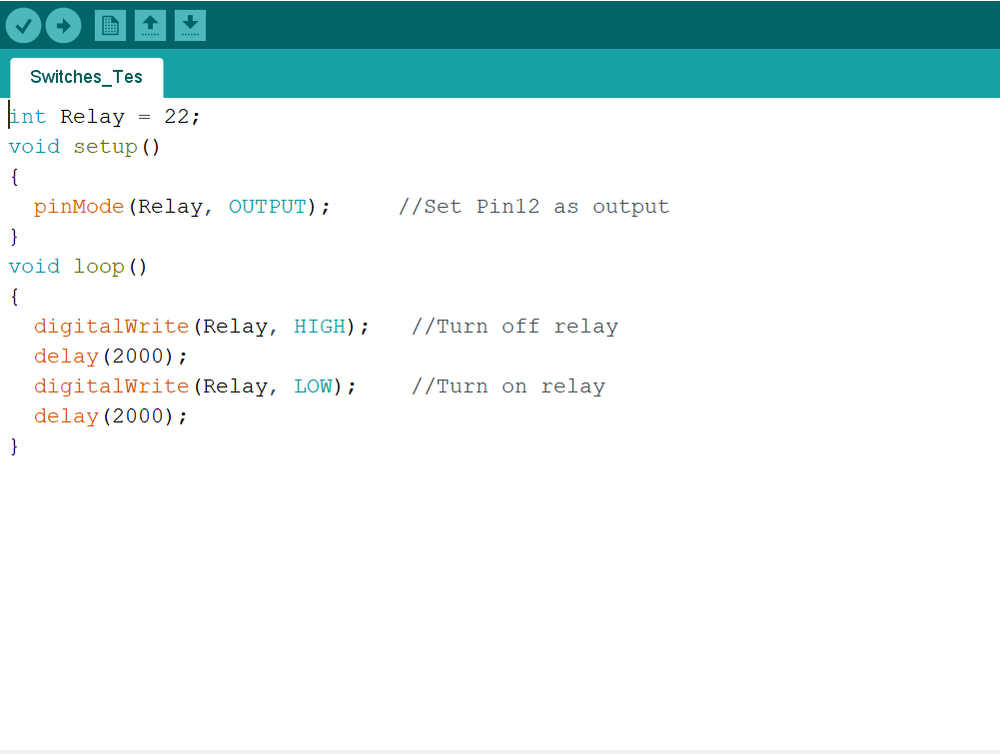 Switches_Tes
int Relay = 22;
void setup()
{
  pinMode(Relay, OUTPUT);     //Set Pin12 as output
}
void loop()
{
  digitalWrite(Relay, HIGH);   //Turn off relay
  delay(2000);
  digitalWrite(Relay, LOW);    //Turn on relay
  delay(2000);
}